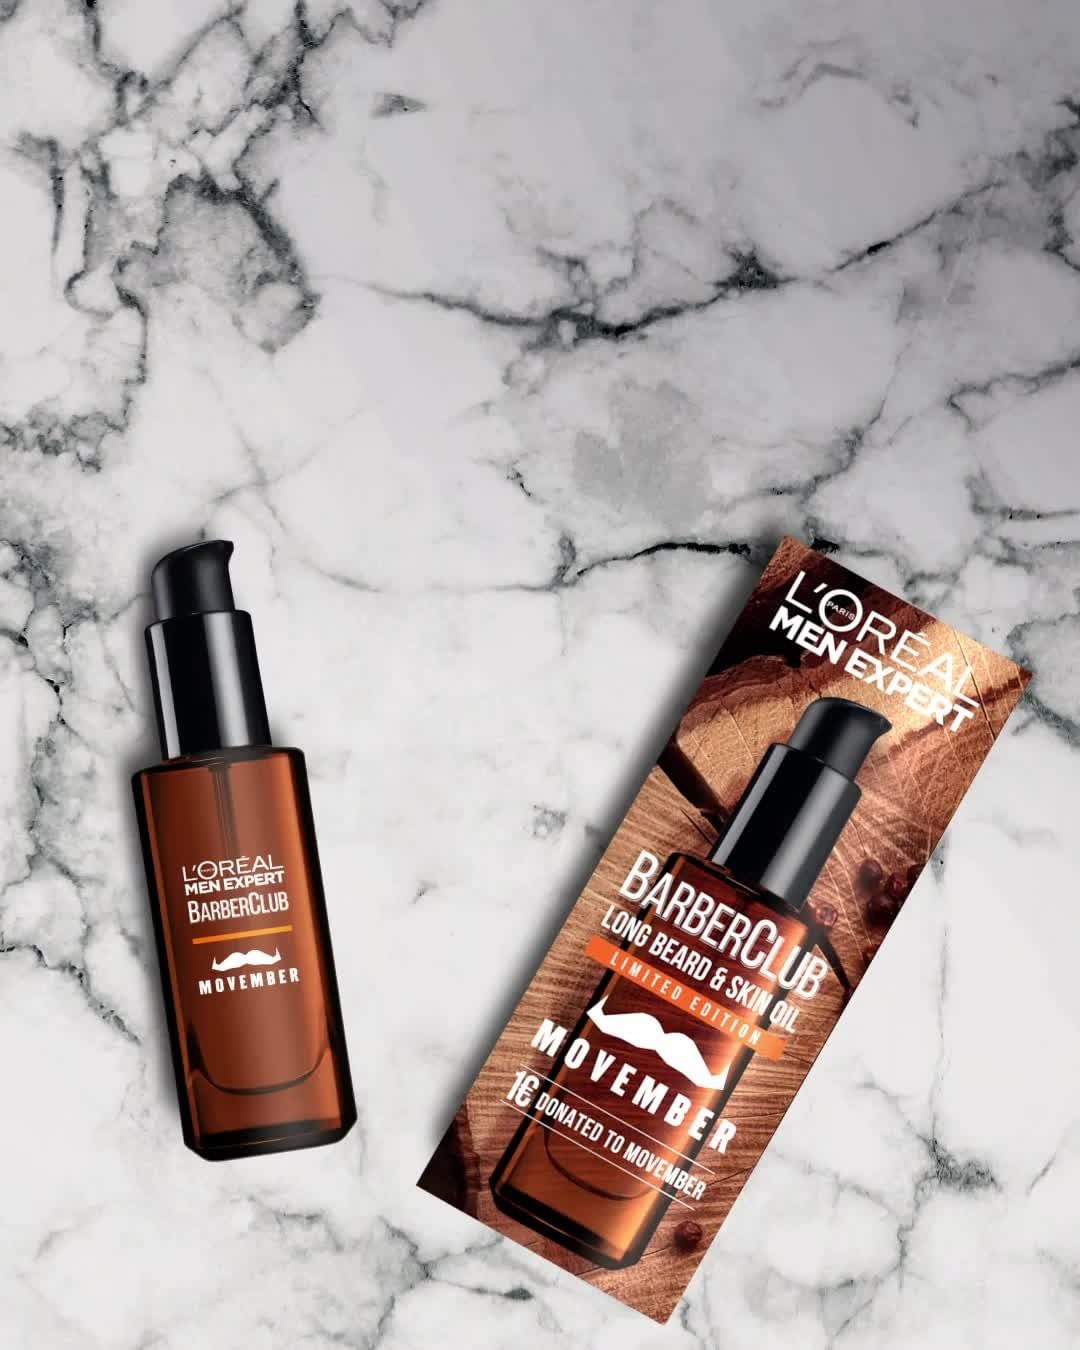 L'ORÉAL
MEN EXPERT
BARBERCLUB
MOVEMBER
L'ORÉAL
PARIS
MEN EXPERT
BARBERCLUB
LONG BEARD & SKIN OIL
LIMITED EDITION
MOVEMBER
1€ DONATED TO MOVEMBER